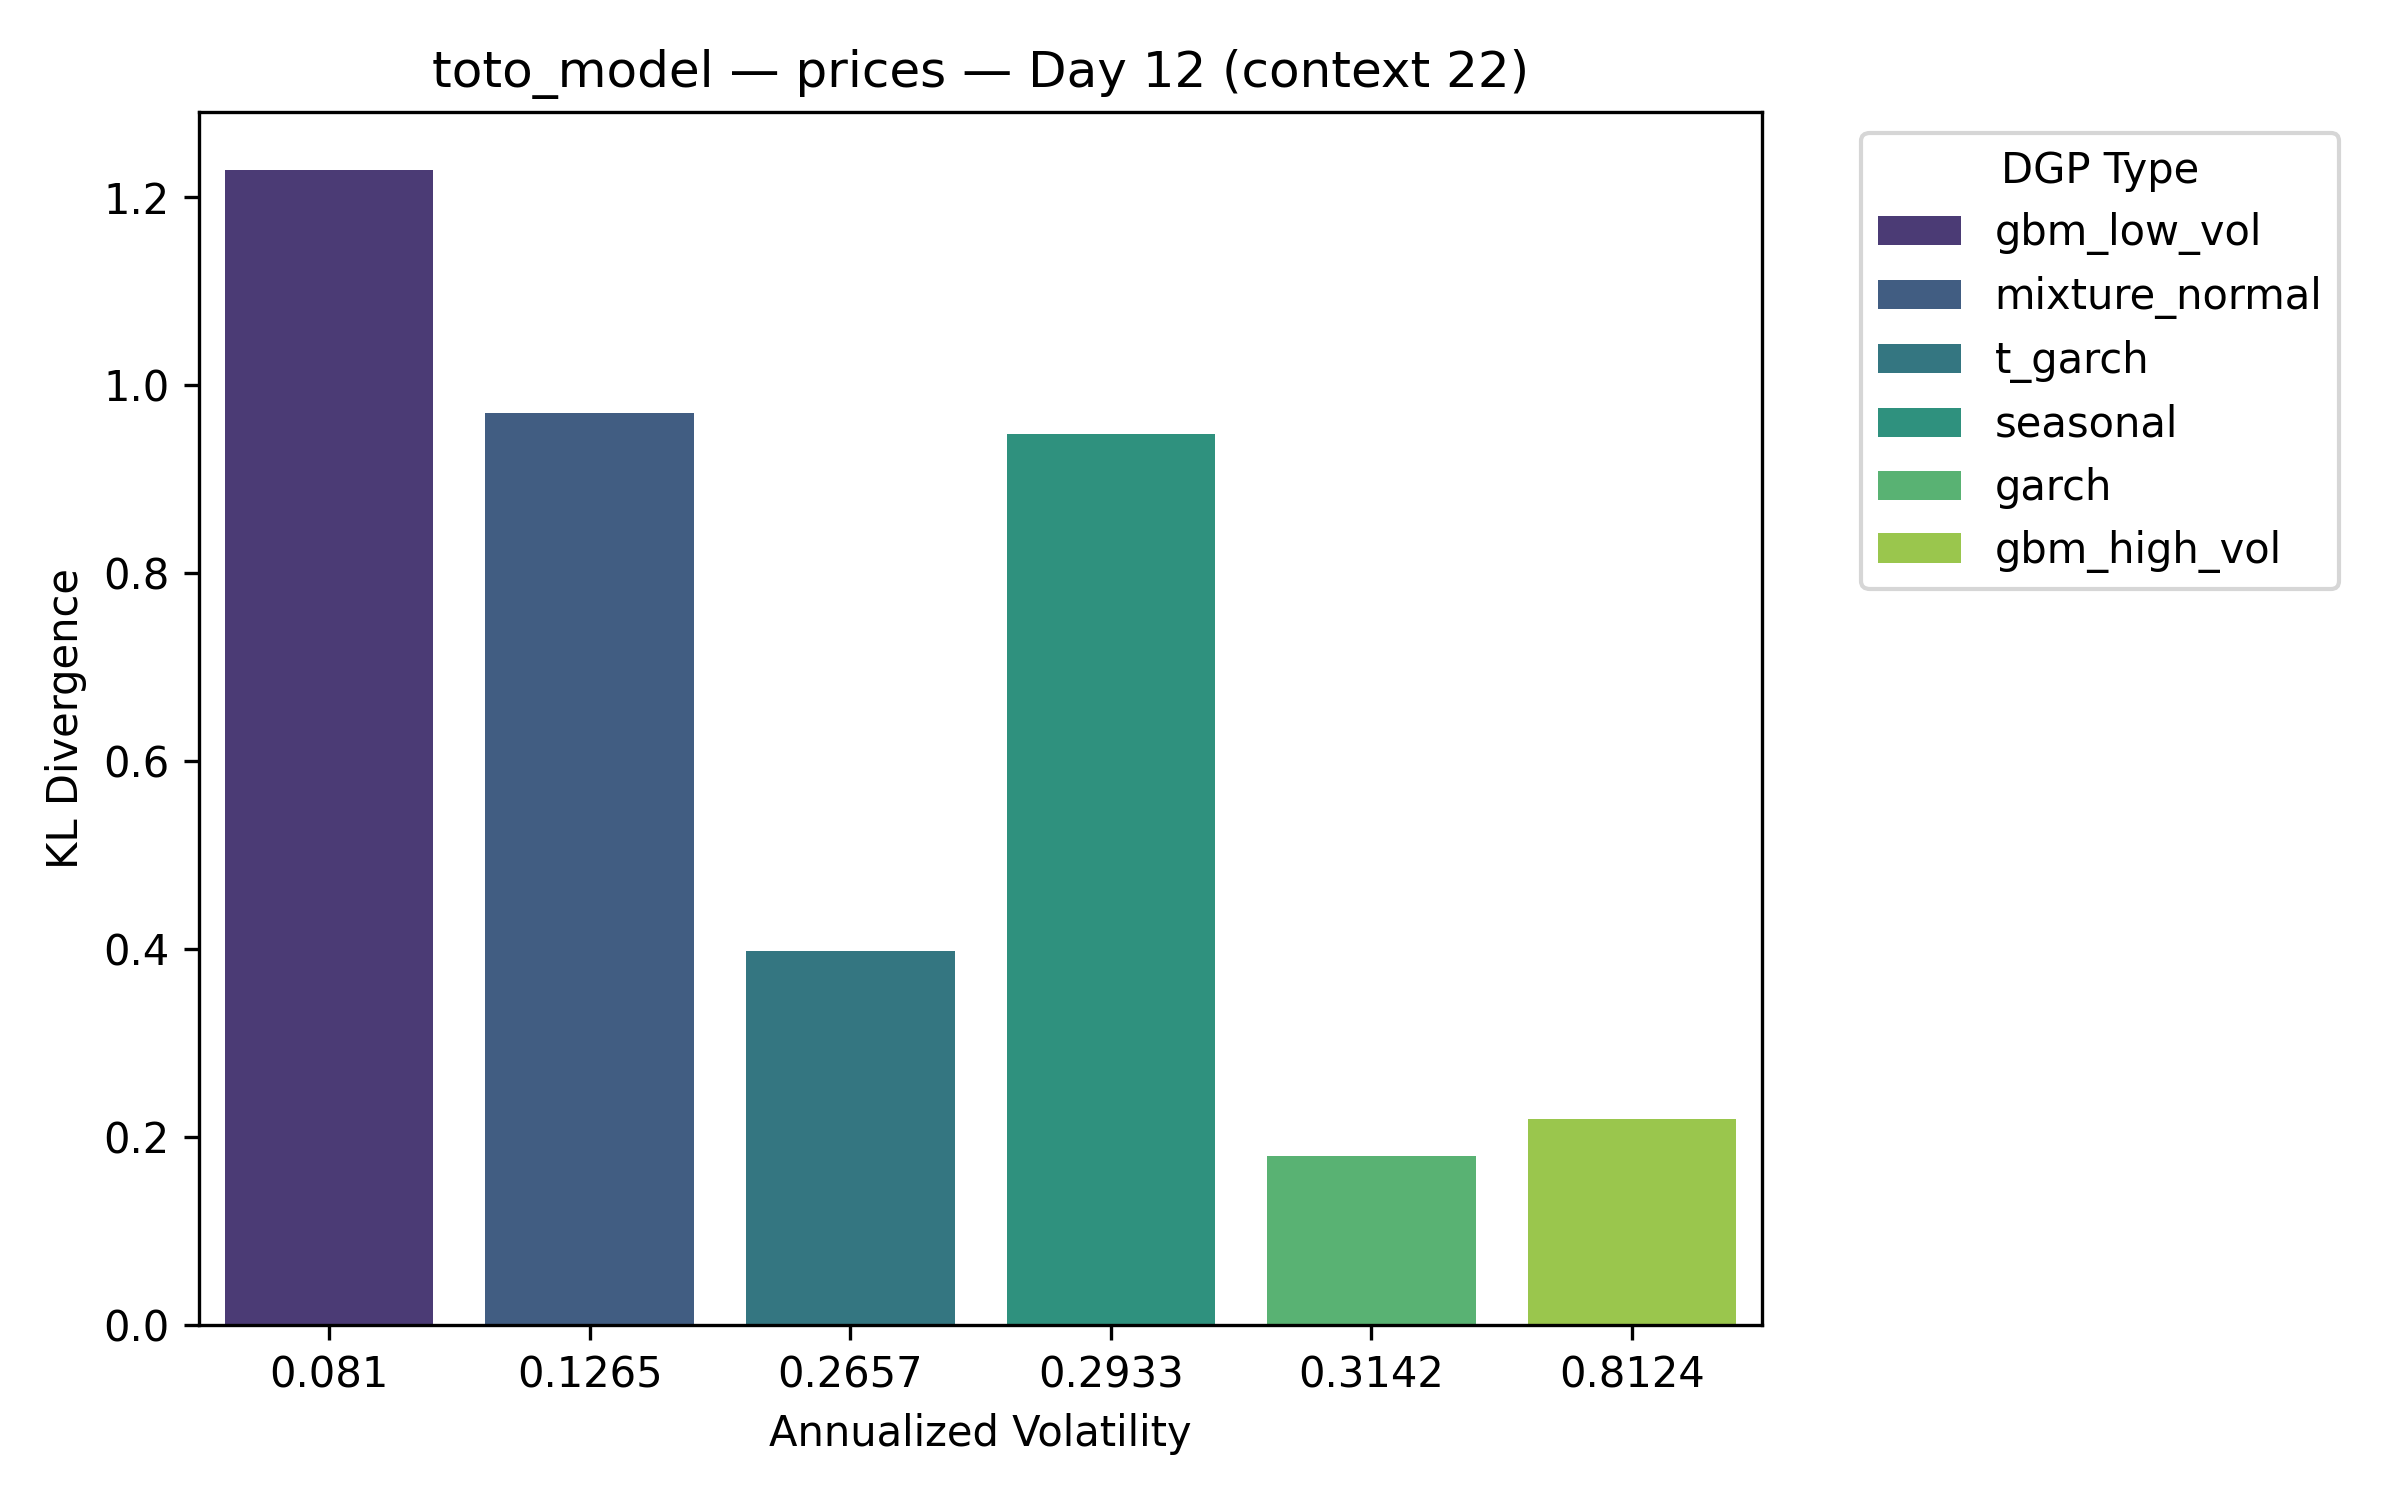 toto_model — prices — Day 12 (context 22)
KL Divergence
1.2
1.0
0.8
0.6
0.4
0.2
0.0
0.081 0.1265 0.2657 0.2933 0.3142 0.8124
Annualized Volatility
DGP Type
gbm_low_vol
mixture_normal
t_garch
seasonal
garch
gbm_high_vol